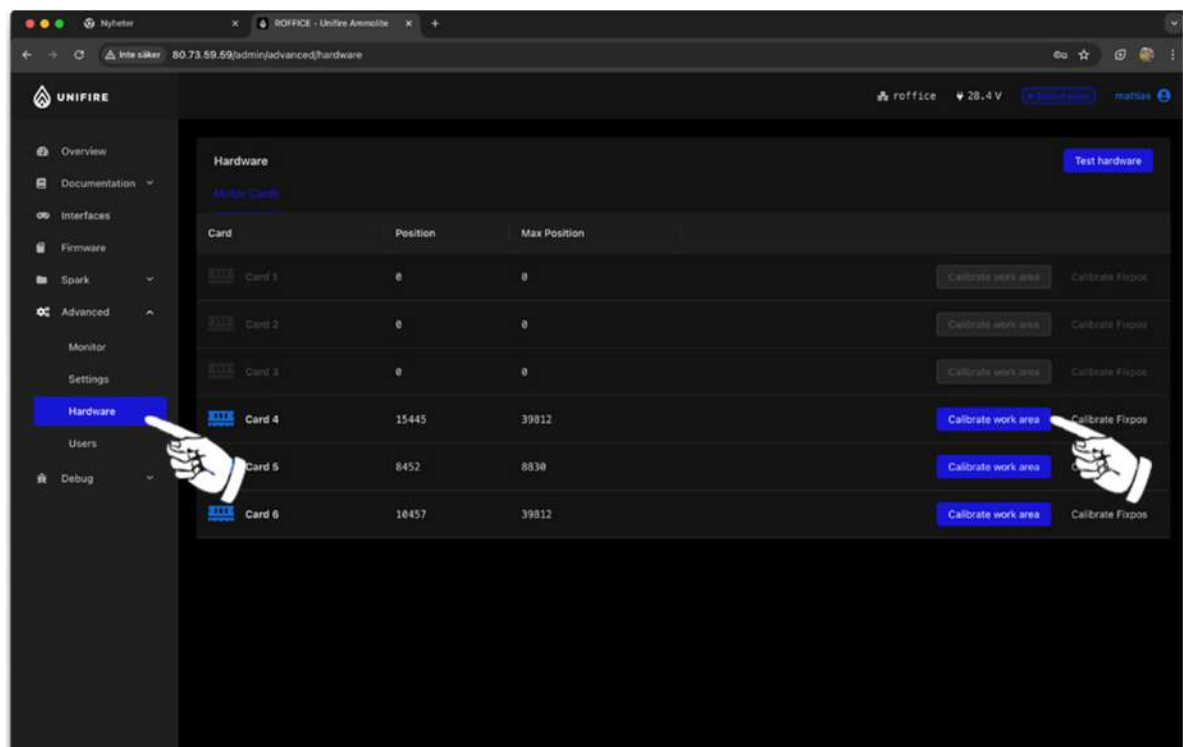 Nyheter ROFFICE - Unifire Ammolite
Inte säker 80.73.59.69/admin/advanced/hardware
UNIFIRE roffice 28.4 V mattias
Overview
Documentation
Interfaces
Firmware
Spark
Advanced
Monitor
Settings
Hardware
Users
Debug
Hardware Test hardware
Motor Cards
Card Position Max Position
Card 1 0 0 Calibrate work area Calibrate Fixpos
Card 2 0 0 Calibrate work area Calibrate Fixpos
Card 3 0 0 Calibrate work area Calibrate Fixpos
Card 4 15445 39812 Calibrate work area Calibrate Fixpos
Card 5 8452 8830 Calibrate work area
Card 6 10457 39812 Calibrate work area Calibrate Fixpos